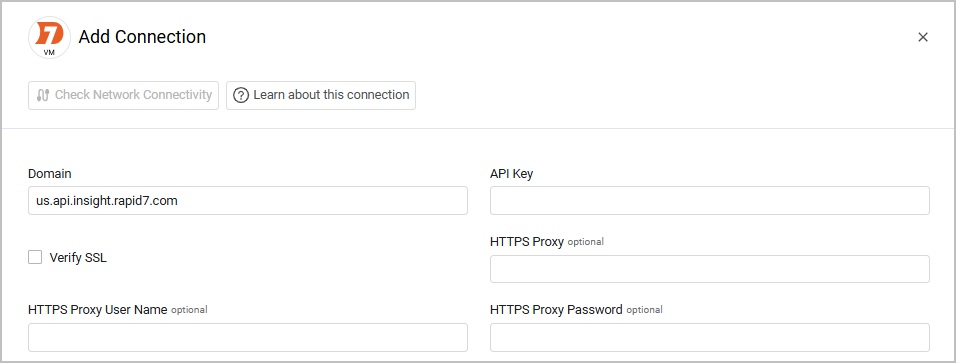 7
VM
Add Connection
Check Network Connectivity
Learn about this connection
Domain
API Key
us.api.insight.rapid7.com
Verify SSL
HTTPS Proxy optional
HTTPS Proxy User Name optional
HTTPS Proxy Password optional